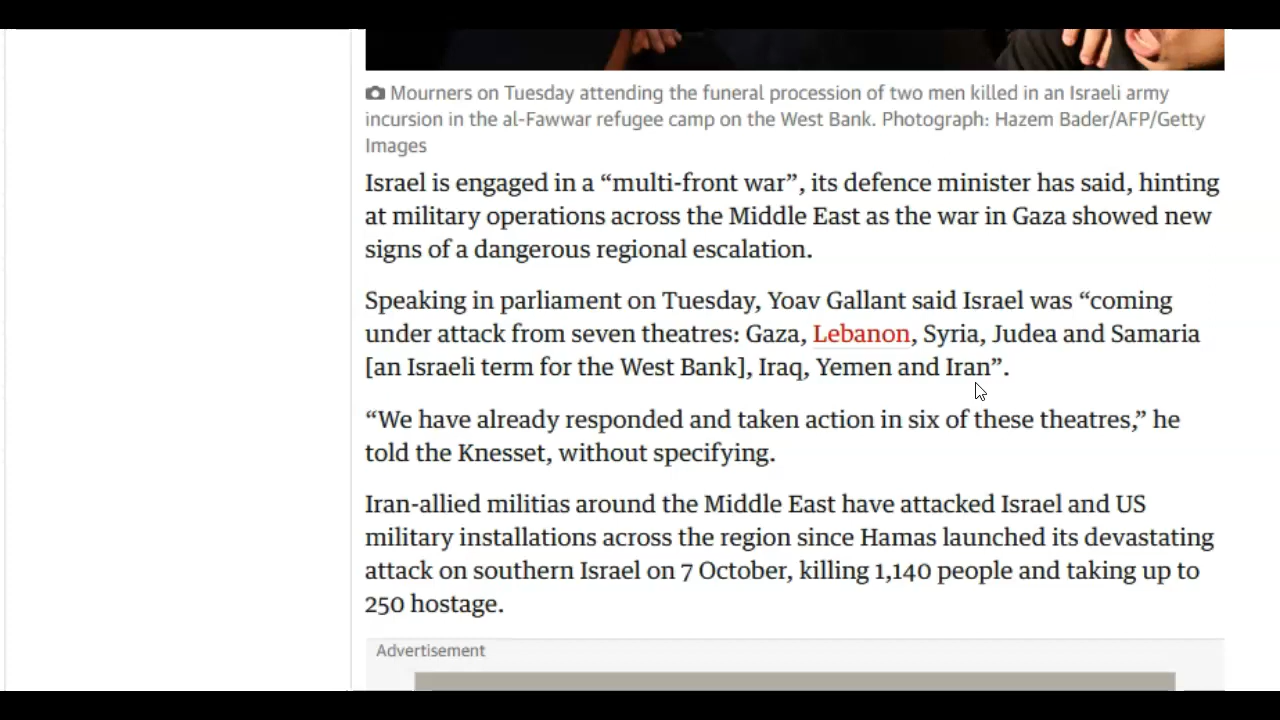 Mourners on Tuesday attending the funeral procession of two men killed in an Israeli army
incursion in the al-Fawwar refugee camp on the West Bank. Photograph: Hazem Bader/AFP/Getty
Images
Israel is engaged in a “multi-front war”, its defence minister has said, hinting
at military operations across the Middle East as the war in Gaza showed new
signs of a dangerous regional escalation.
Speaking in parliament on Tuesday, Yoav Gallant said Israel was “coming
under attack from seven theatres: Gaza, Lebanon, Syria, Judea and Samaria
[an Israeli term for the West Bank], Iraq, Yemen and Iran”.
“We have already responded and taken action in six of these theatres,” he
told the Knesset, without specifying.
Iran-allied militias around the Middle East have attacked Israel and US
military installations across the region since Hamas launched its devastating
attack on southern Israel on 7 October, killing 1,140 people and taking up to
250 hostage.
Advertisement